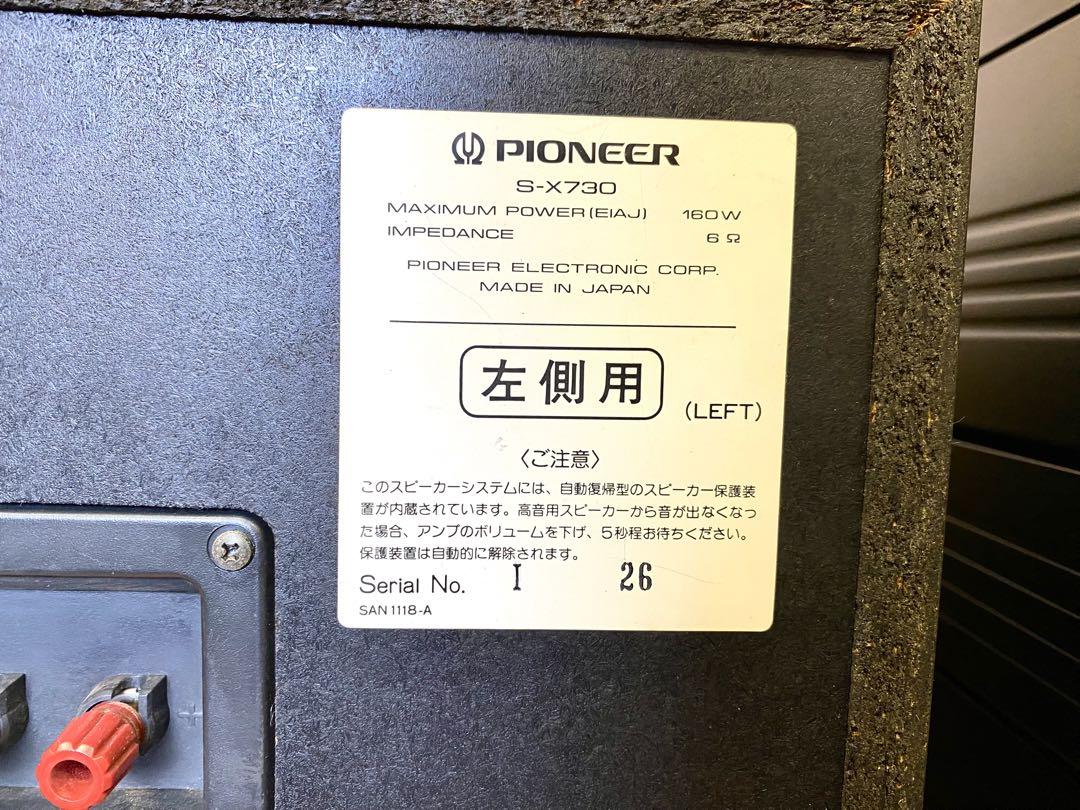 PIONEER
S-X730
MAXIMUM POWER (EIAJ) 160W
IMPEDANCE 6Ω
PIONEER ELECTRONIC CORP.
MADE IN JAPAN
左側用
(LEFT)
〈ご注意〉
このスピーカーシステムには、自動復帰型のスピーカー保護装
置が内蔵されています。高音用スピーカーから音が出なくなっ
た場合、アンプのボリュームを下げ、5秒程お待ちください。
保護装置は自動的に解除されます。
Serial No. I 26
SAN1118-A
+